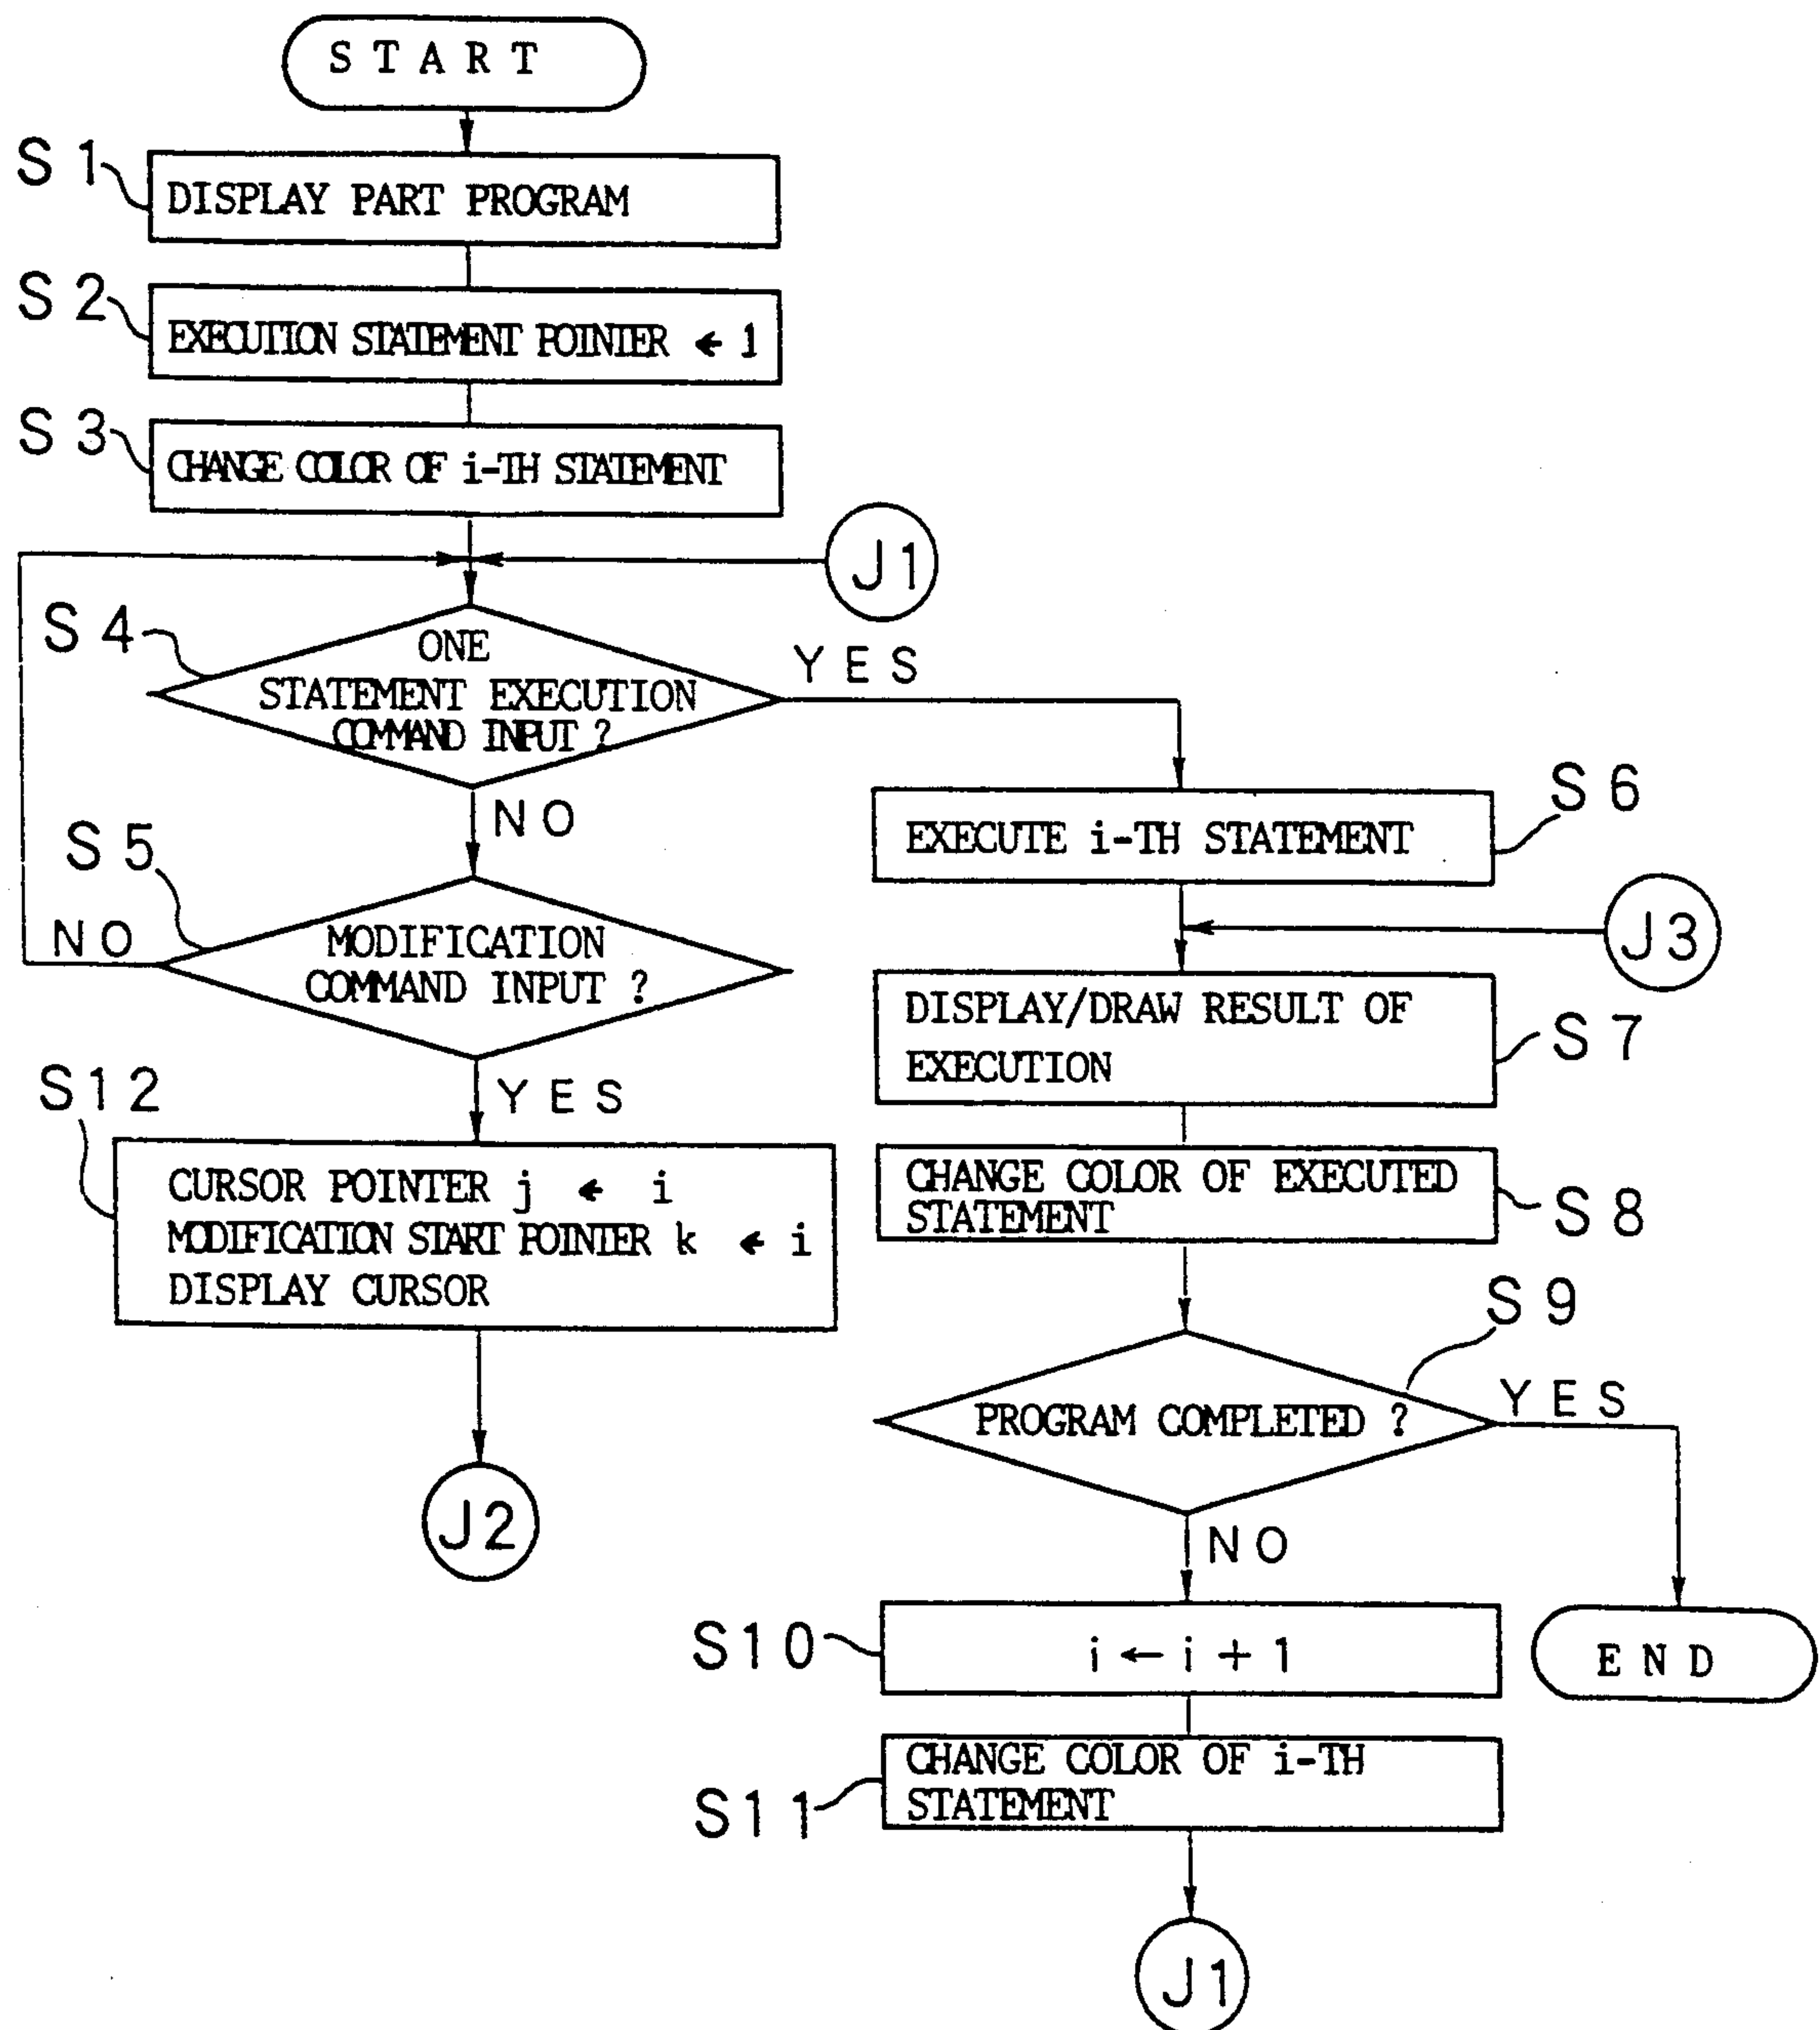 START
S1
DISPLAY PART PROGRAM
S2
EXECUTION STATEMENT POINTER ← 1
S3
CHANGE COLOR OF i-TH STATEMENT
J1
S4
ONE
STATEMENT EXECUTION
COMMAND INPUT ?
YES
NO
S6
EXECUTE i-TH STATEMENT
S5
NO
MODIFICATION
COMMAND INPUT ?
YES
J3
DISPLAY/DRAW RESULT OF
EXECUTION
S7
S12
CURSOR POINTER j ← i
MODIFICATION START POINTER k ← i
DISPLAY CURSOR
J2
CHANGE COLOR OF EXECUTED
STATEMENT
S8
S9
PROGRAM COMPLETED ?
YES
NO
S10
i ← i + 1
END
S11
CHANGE COLOR OF i-TH
STATEMENT
J1